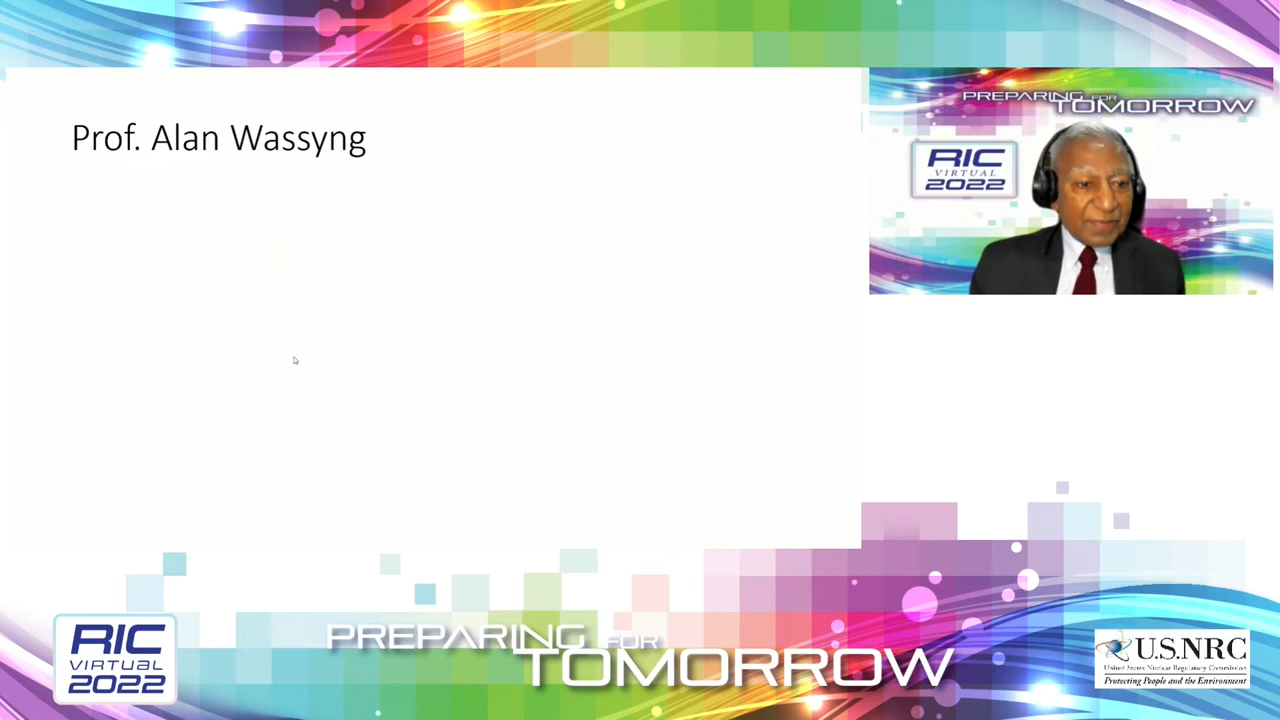 Prof. Alan Wassyng
PREPARING FOR
TOMORROW
RIC
VIRTUAL
2022
RIC
VIRTUAL
2022
PREPARING FOR
TOMORROW
U.S.NRC
United States Nuclear Regulatory Commission
Protecting People and the Environment